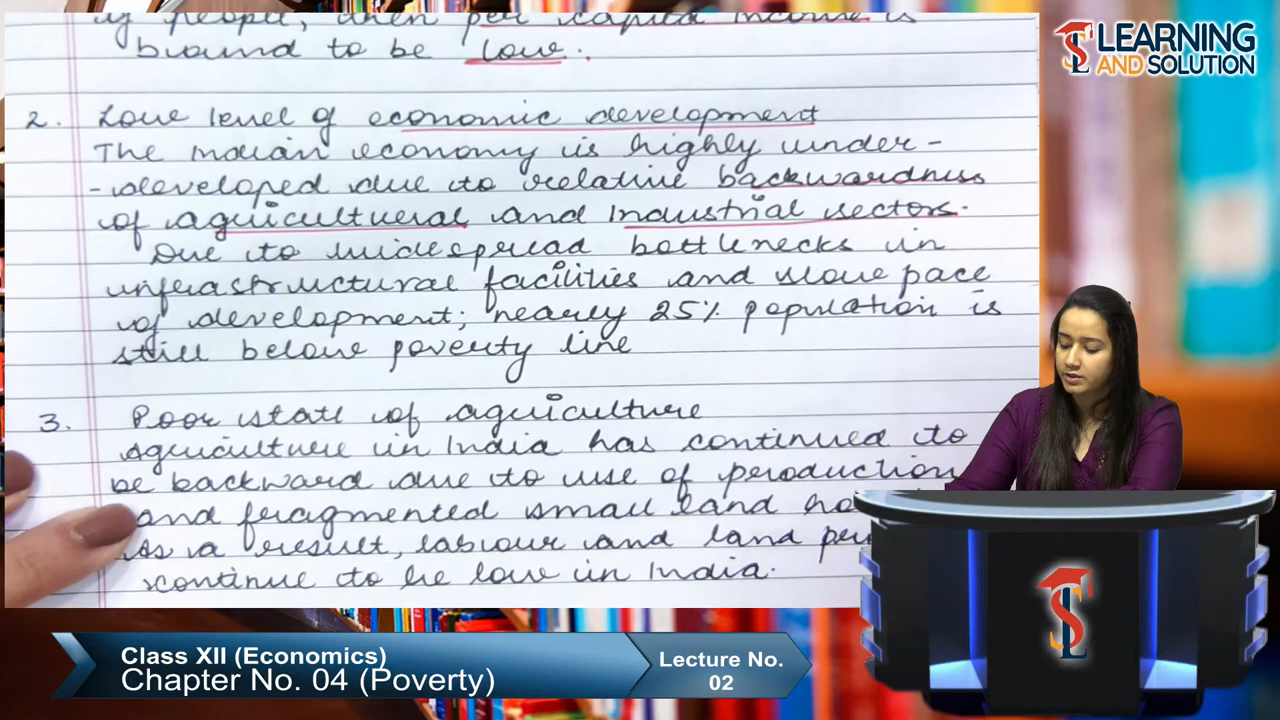 of people, then per capita income is
bound to be low.
2. Low level of economic development
The Indian economy is highly under-
-developed due to relative backwardness
of agricultural and industrial sectors.
Due to widespread bottlenecks in
infrastructural facilities and slow pace
of development; nearly 25% population is
still below poverty line
3. Poor state of agriculture
Agriculture in India has continued to
be backward due to use of production
and fragmented small land
As a result, labour and land
continue to be low in India.
SL LEARNING
AND SOLUTION
SL
Class XII (Economics)
Chapter No. 04 (Poverty)
Lecture No.
02